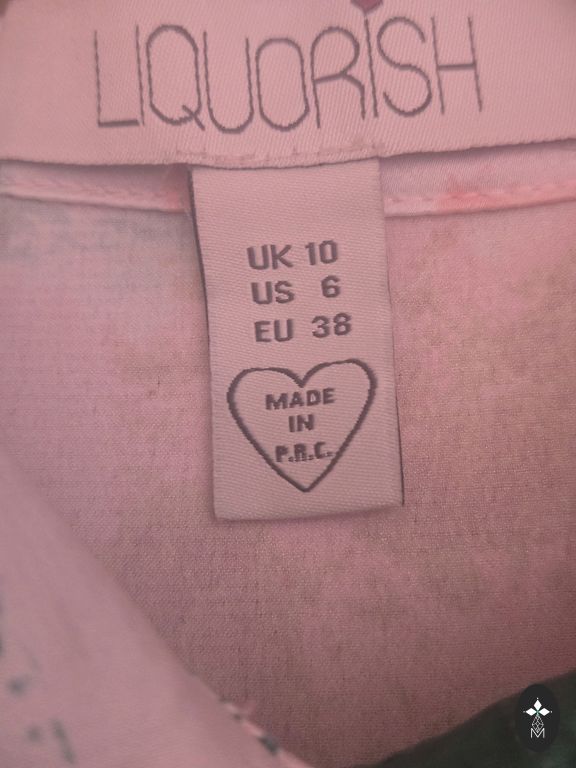 LIQUORISH
UK 10
US 6
EU 38
MADE
IN
P.R.C.
M